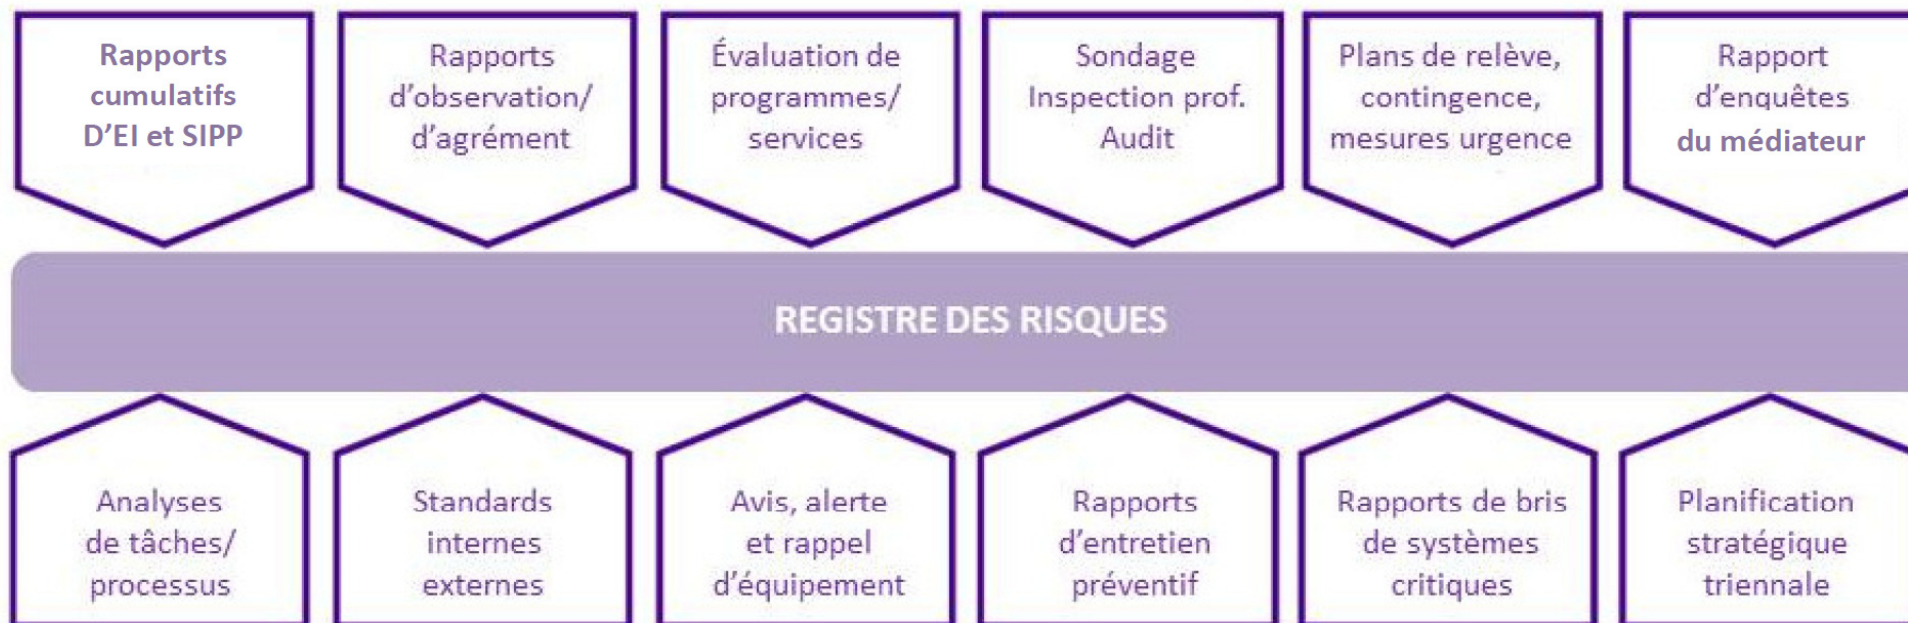 Rapports
cumulatifs
D'EI et SIPP
Rapports
d'observation/
d'agrément
Évaluation de
programmes/
services
Sondage
Inspection prof.
Audit
Plans de relève,
contingence,
mesures urgence
Rapport
d'enquêtes
du médiateur
REGISTRE DES RISQUES
Analyses
de tâches/
processus
Standards
internes
externes
Avis, alerte
et rappel
d'équipement
Rapports
d'entretien
préventif
Rapports de bris
de systèmes
critiques
Planification
stratégique
triennale